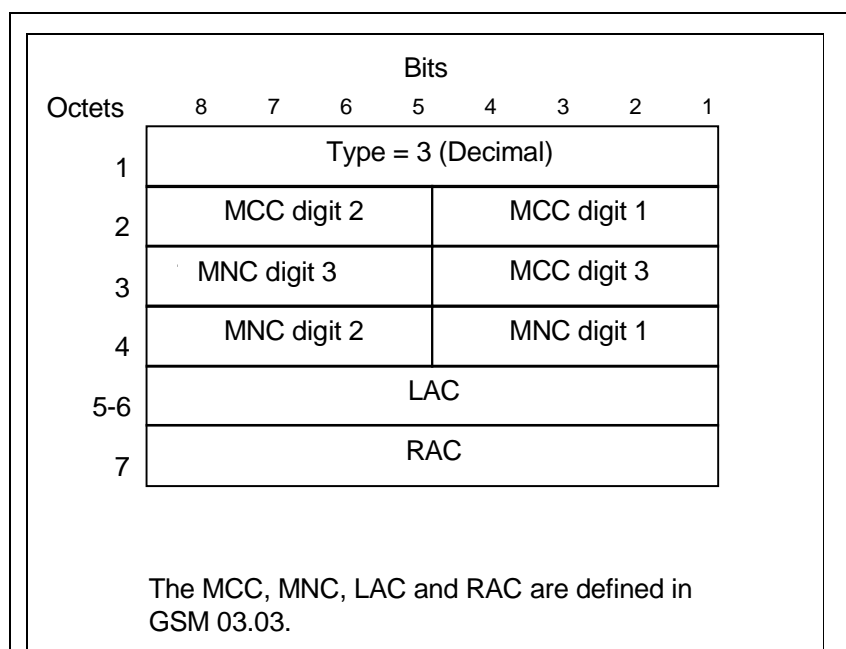 Bits
Octets 8 7 6 5 4 3 2 1
1 Type = 3 (Decimal)
2 MCC digit 2 MCC digit 1
3 MNC digit 3 MCC digit 3
4 MNC digit 2 MNC digit 1
5-6 LAC
7 RAC
The MCC, MNC, LAC and RAC are defined in
GSM 03.03.